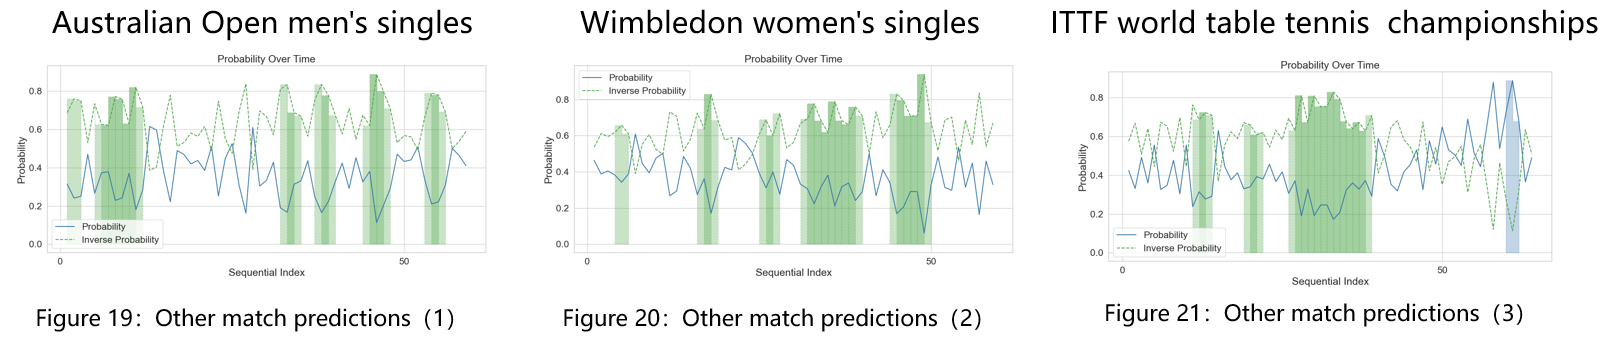 Australian Open men's singles
Probability Over Time
Probability
0.8
0.6
0.4
0.2
0.0
Probability
Inverse Probability
0
50
Sequential Index
Figure 19：Other match predictions（1）
Wimbledon women's singles
Probability Over Time
Probability
Inverse Probability
Probability
0.8
0.6
0.4
0.2
0.0
0
50
Sequential Index
Figure 20：Other match predictions（2）
ITTF world table tennis championships
Probability Over Time
Probability
0.8
0.6
0.4
0.2
0.0
Probability
Inverse Probability
0
50
Sequential Index
Figure 21：Other match predictions（3）